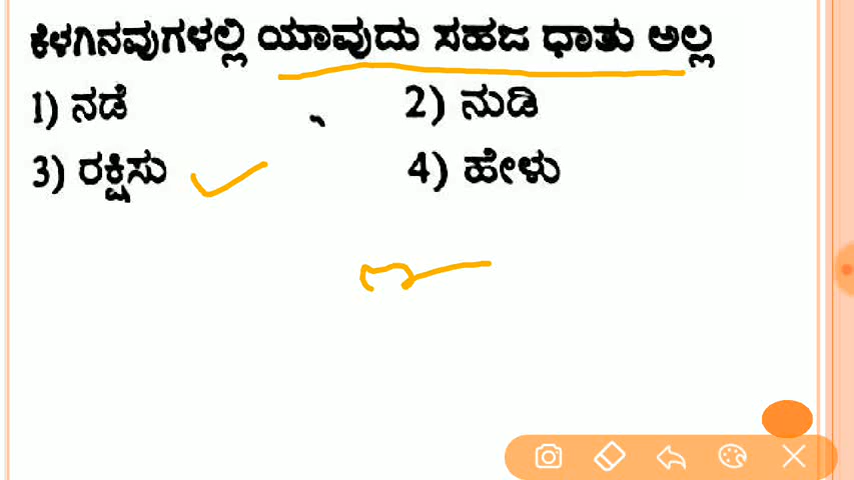 ಕೆಳಗಿನವುಗಳಲ್ಲಿ ಯಾವುದು ಸಹಜ ಧಾತು ಅಲ್ಲ
1) ನಡೆ 2) ನುಡಿ
3) ರಕ್ಷಿಸು 4) ಹೇಳು